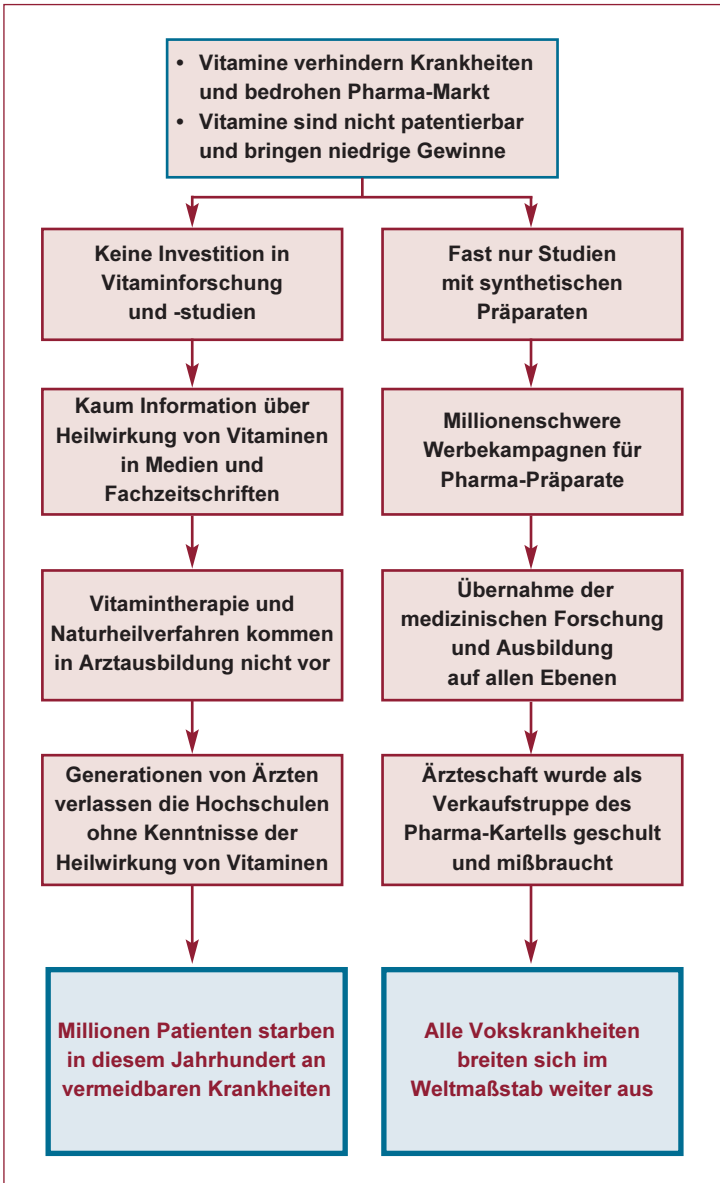 • Vitamine verhindern Krankheiten
und bedrohen Pharma-Markt
• Vitamine sind nicht patentierbar
und bringen niedrige Gewinne
Keine Investition in
Vitaminforschung
und -studien
Kaum Information über
Heilwirkung von Vitaminen
in Medien und
Fachzeitschriften
Vitamintherapie und
Naturheilverfahren kommen
in Arztausbildung nicht vor
Generationen von Ärzten
verlassen die Hochschulen
ohne Kenntnisse der
Heilwirkung von Vitaminen
Millionen Patienten starben
in diesem Jahrhundert an
vermeidbaren Krankheiten
Fast nur Studien
mit synthetischen
Präparaten
Millionenschwere
Werbekampagnen für
Pharma-Präparate
Übernahme der
medizinischen Forschung
und Ausbildung
auf allen Ebenen
Ärzteschaft wurde als
Verkaufstruppe des
Pharma-Kartells geschult
und mißbraucht
Alle Vokskrankheiten
breiten sich im
Weltmaßstab weiter aus